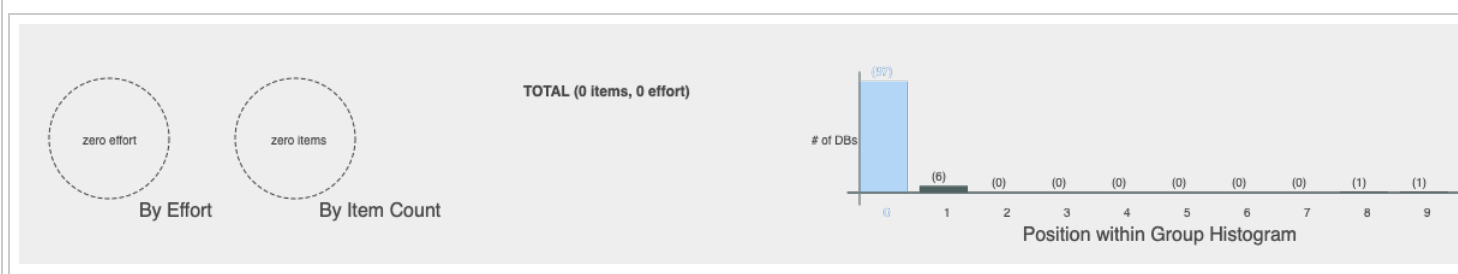 zero effort
By Effort
zero items
By Item Count
TOTAL (0 items, 0 effort)
# of DBs
(97)
(6)
(0)
(0)
(0)
(0)
(0)
(0)
(1)
(1)
0
1
2
3
4
5
6
7
8
9
Position within Group Histogram